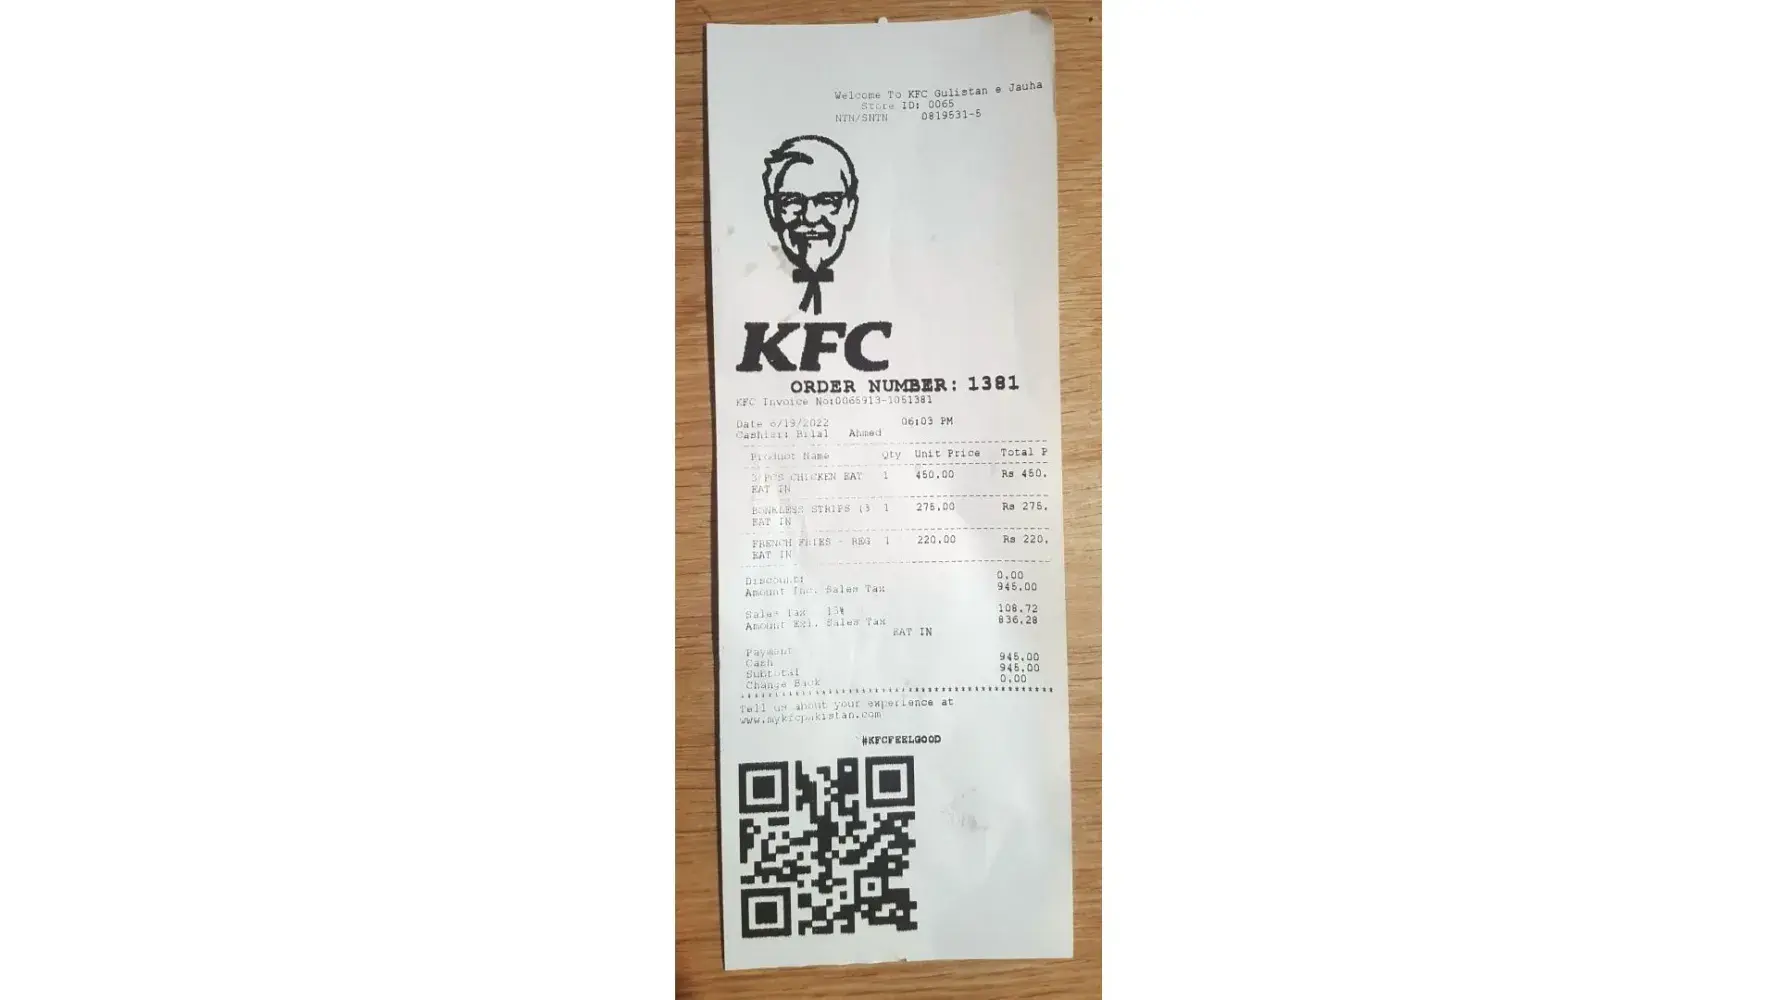 Welcome To KFC Gulistan e Jauha
Store ID: 0065
NTN/SNTN 0819531-5
KFC
ORDER NUMBER: 1381
KFC Invoice No:0065913-1051381
Date 6/19/2022 06:03 PM
Cashier: Bilal Ahmed
Product Name Qty Unit Price Total P
3 PCS CHICKEN EAT 1 450.00 Rs 450.
EAT IN
BONELESS STRIPS (3 1 275.00 Rs 275.
EAT IN
FRENCH FRIES - REG 1 220.00 Rs 220.
EAT IN
Discount: 0.00
Amount Inc. Sales Tax 945.00
Sales Tax 13% 108.72
Amount Exl. Sales Tax 836.28
EAT IN
Payment
Cash 945.00
Subtotal 945.00
Change Back 0.00
Tell us about your experience at
www.mykfcpakistan.com
#KFCFEELGOOD